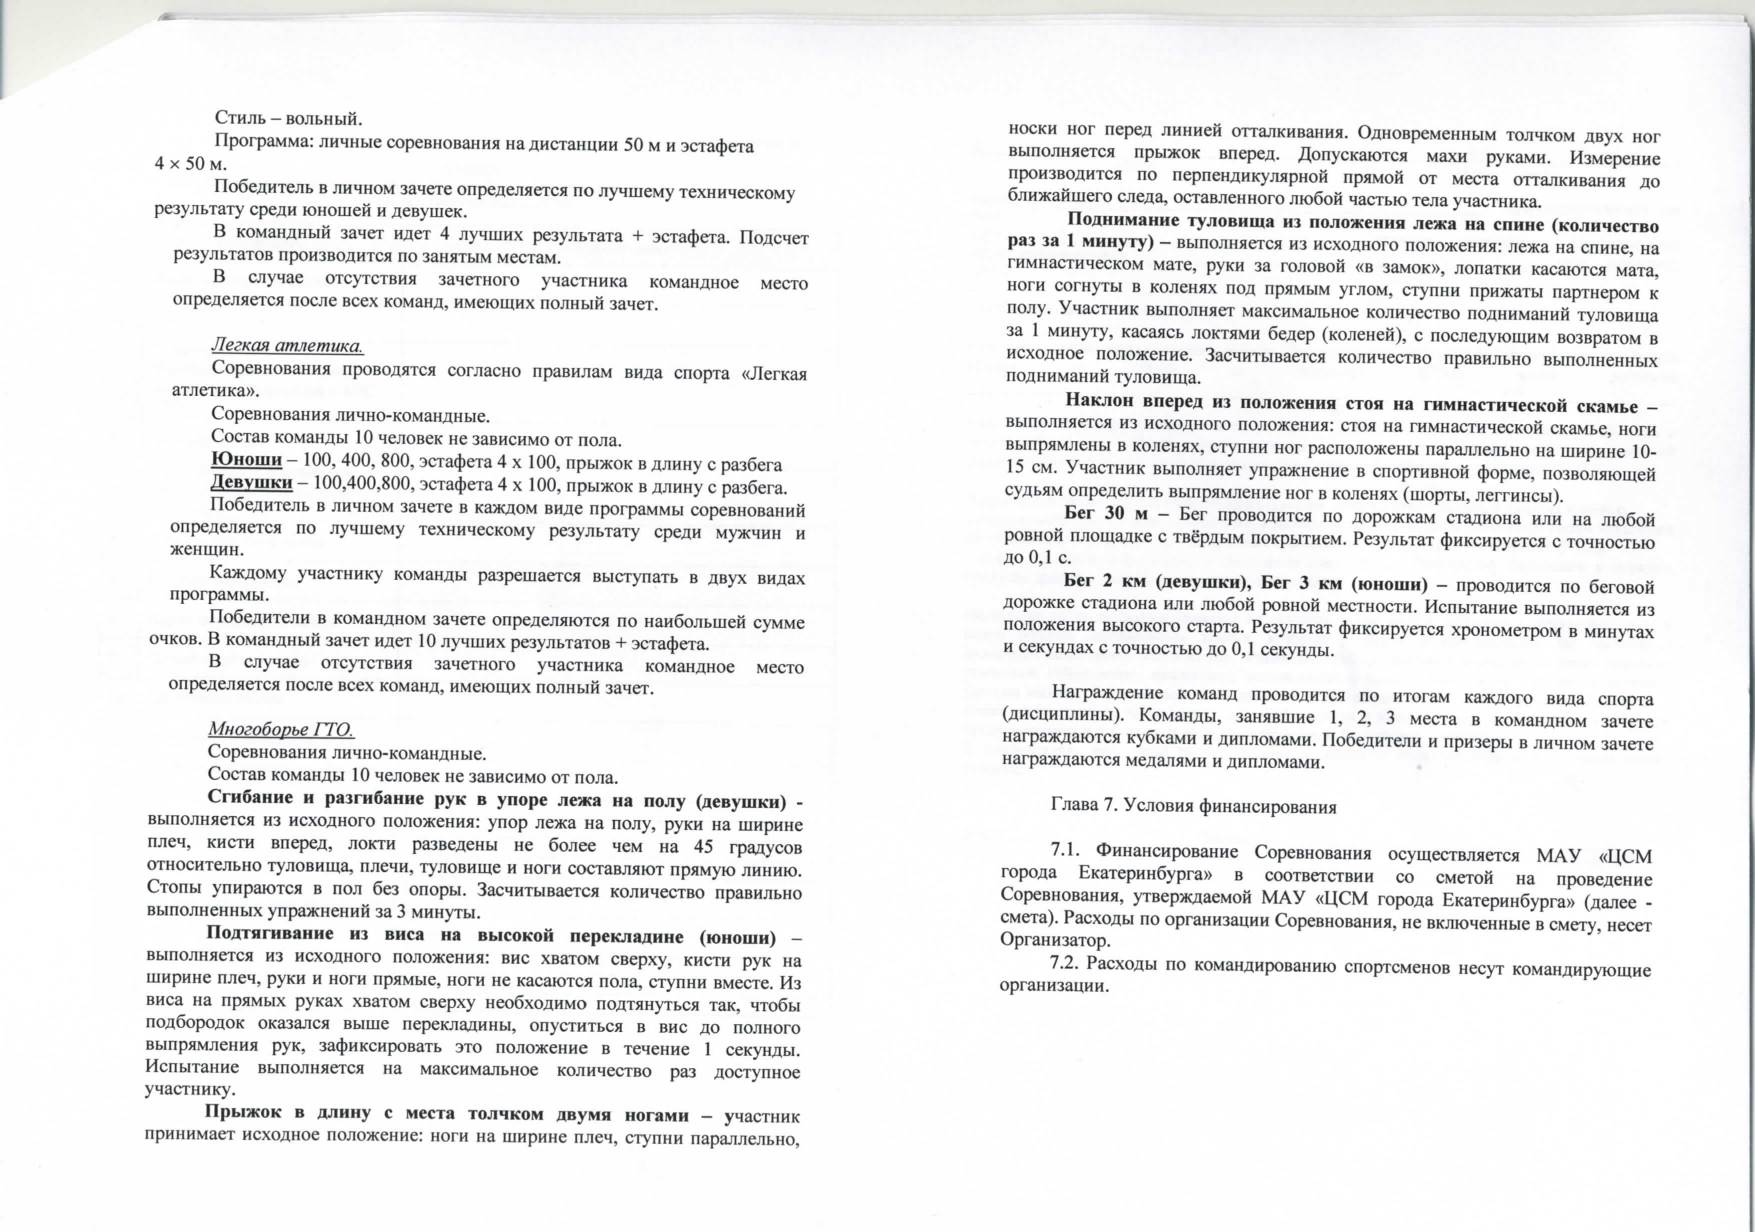 Стиль – вольный.
Программа: личные соревнования на дистанции 50 м и эстафета
4 × 50 м.
Победитель в личном зачете определяется по лучшему техническому
результату среди юношей и девушек.
В командный зачет идет 4 лучших результата + эстафета. Подсчет
результатов производится по занятым местам.
В случае отсутствия зачетного участника командное место
определяется после всех команд, имеющих полный зачет.
Легкая атлетика.
Соревнования проводятся согласно правилам вида спорта «Легкая
атлетика».
Соревнования лично-командные.
Состав команды 10 человек не зависимо от пола.
Юноши – 100, 400, 800, эстафета 4 х 100, прыжок в длину с разбега
Девушки – 100,400,800, эстафета 4 х 100, прыжок в длину с разбега.
Победитель в личном зачете в каждом виде программы соревнований
определяется по лучшему техническому результату среди мужчин и
женщин.
Каждому участнику команды разрешается выступать в двух видах
программы.
Победители в командном зачете определяются по наибольшей сумме
очков. В командный зачет идет 10 лучших результатов + эстафета.
В случае отсутствия зачетного участника командное место
определяется после всех команд, имеющих полный зачет.
Многоборье ГТО.
Соревнования лично-командные.
Состав команды 10 человек не зависимо от пола.
Сгибание и разгибание рук в упоре лежа на полу (девушки) -
выполняется из исходного положения: упор лежа на полу, руки на ширине
плеч, кисти вперед, локти разведены не более чем на 45 градусов
относительно туловища, плечи, туловище и ноги составляют прямую линию.
Стопы упираются в пол без опоры. Засчитывается количество правильно
выполненных упражнений за 3 минуты.
Подтягивание из виса на высокой перекладине (юноши) –
выполняется из исходного положения: вис хватом сверху, кисти рук на
ширине плеч, руки и ноги прямые, ноги не касаются пола, ступни вместе. Из
виса на прямых руках хватом сверху необходимо подтянуться так, чтобы
подбородок оказался выше перекладины, опуститься в вис до полного
выпрямления рук, зафиксировать это положение в течение 1 секунды.
Испытание выполняется на максимальное количество раз доступное
участнику.
Прыжок в длину с места толчком двумя ногами – участник
принимает исходное положение: ноги на ширине плеч, ступни параллельно,
носки ног перед линией отталкивания. Одновременным толчком двух ног
выполняется прыжок вперед. Допускаются махи руками. Измерение
производится по перпендикулярной прямой от места отталкивания до
ближайшего следа, оставленного любой частью тела участника.
Поднимание туловища из положения лежа на спине (количество
раз за 1 минуту) – выполняется из исходного положения: лежа на спине, на
гимнастическом мате, руки за головой «в замок», лопатки касаются мата,
ноги согнуты в коленях под прямым углом, ступни прижаты партнером к
полу. Участник выполняет максимальное количество подниманий туловища
за 1 минуту, касаясь локтями бедер (коленей), с последующим возвратом в
исходное положение. Засчитывается количество правильно выполненных
подниманий туловища.
Наклон вперед из положения стоя на гимнастической скамье –
выполняется из исходного положения: стоя на гимнастической скамье, ноги
выпрямлены в коленях, ступни ног расположены параллельно на ширине 10-
15 см. Участник выполняет упражнение в спортивной форме, позволяющей
судьям определить выпрямление ног в коленях (шорты, леггинсы).
Бег 30 м – Бег проводится по дорожкам стадиона или на любой
ровной площадке с твёрдым покрытием. Результат фиксируется с точностью
до 0,1 с.
Бег 2 км (девушки), Бег 3 км (юноши) – проводится по беговой
дорожке стадиона или любой ровной местности. Испытание выполняется из
положения высокого старта. Результат фиксируется хронометром в минутах
и секундах с точностью до 0,1 секунды.
Награждение команд проводится по итогам каждого вида спорта
(дисциплины). Команды, занявшие 1, 2, 3 места в командном зачете
награждаются кубками и дипломами. Победители и призеры в личном зачете
награждаются медалями и дипломами.
Глава 7. Условия финансирования
7.1. Финансирование Соревнования осуществляется МАУ «ЦСМ
города Екатеринбурга» в соответствии со сметой на проведение
Соревнования, утверждаемой МАУ «ЦСМ города Екатеринбурга» (далее -
смета). Расходы по организации Соревнования, не включенные в смету, несет
Организатор.
7.2. Расходы по командированию спортсменов несут командирующие
организации.